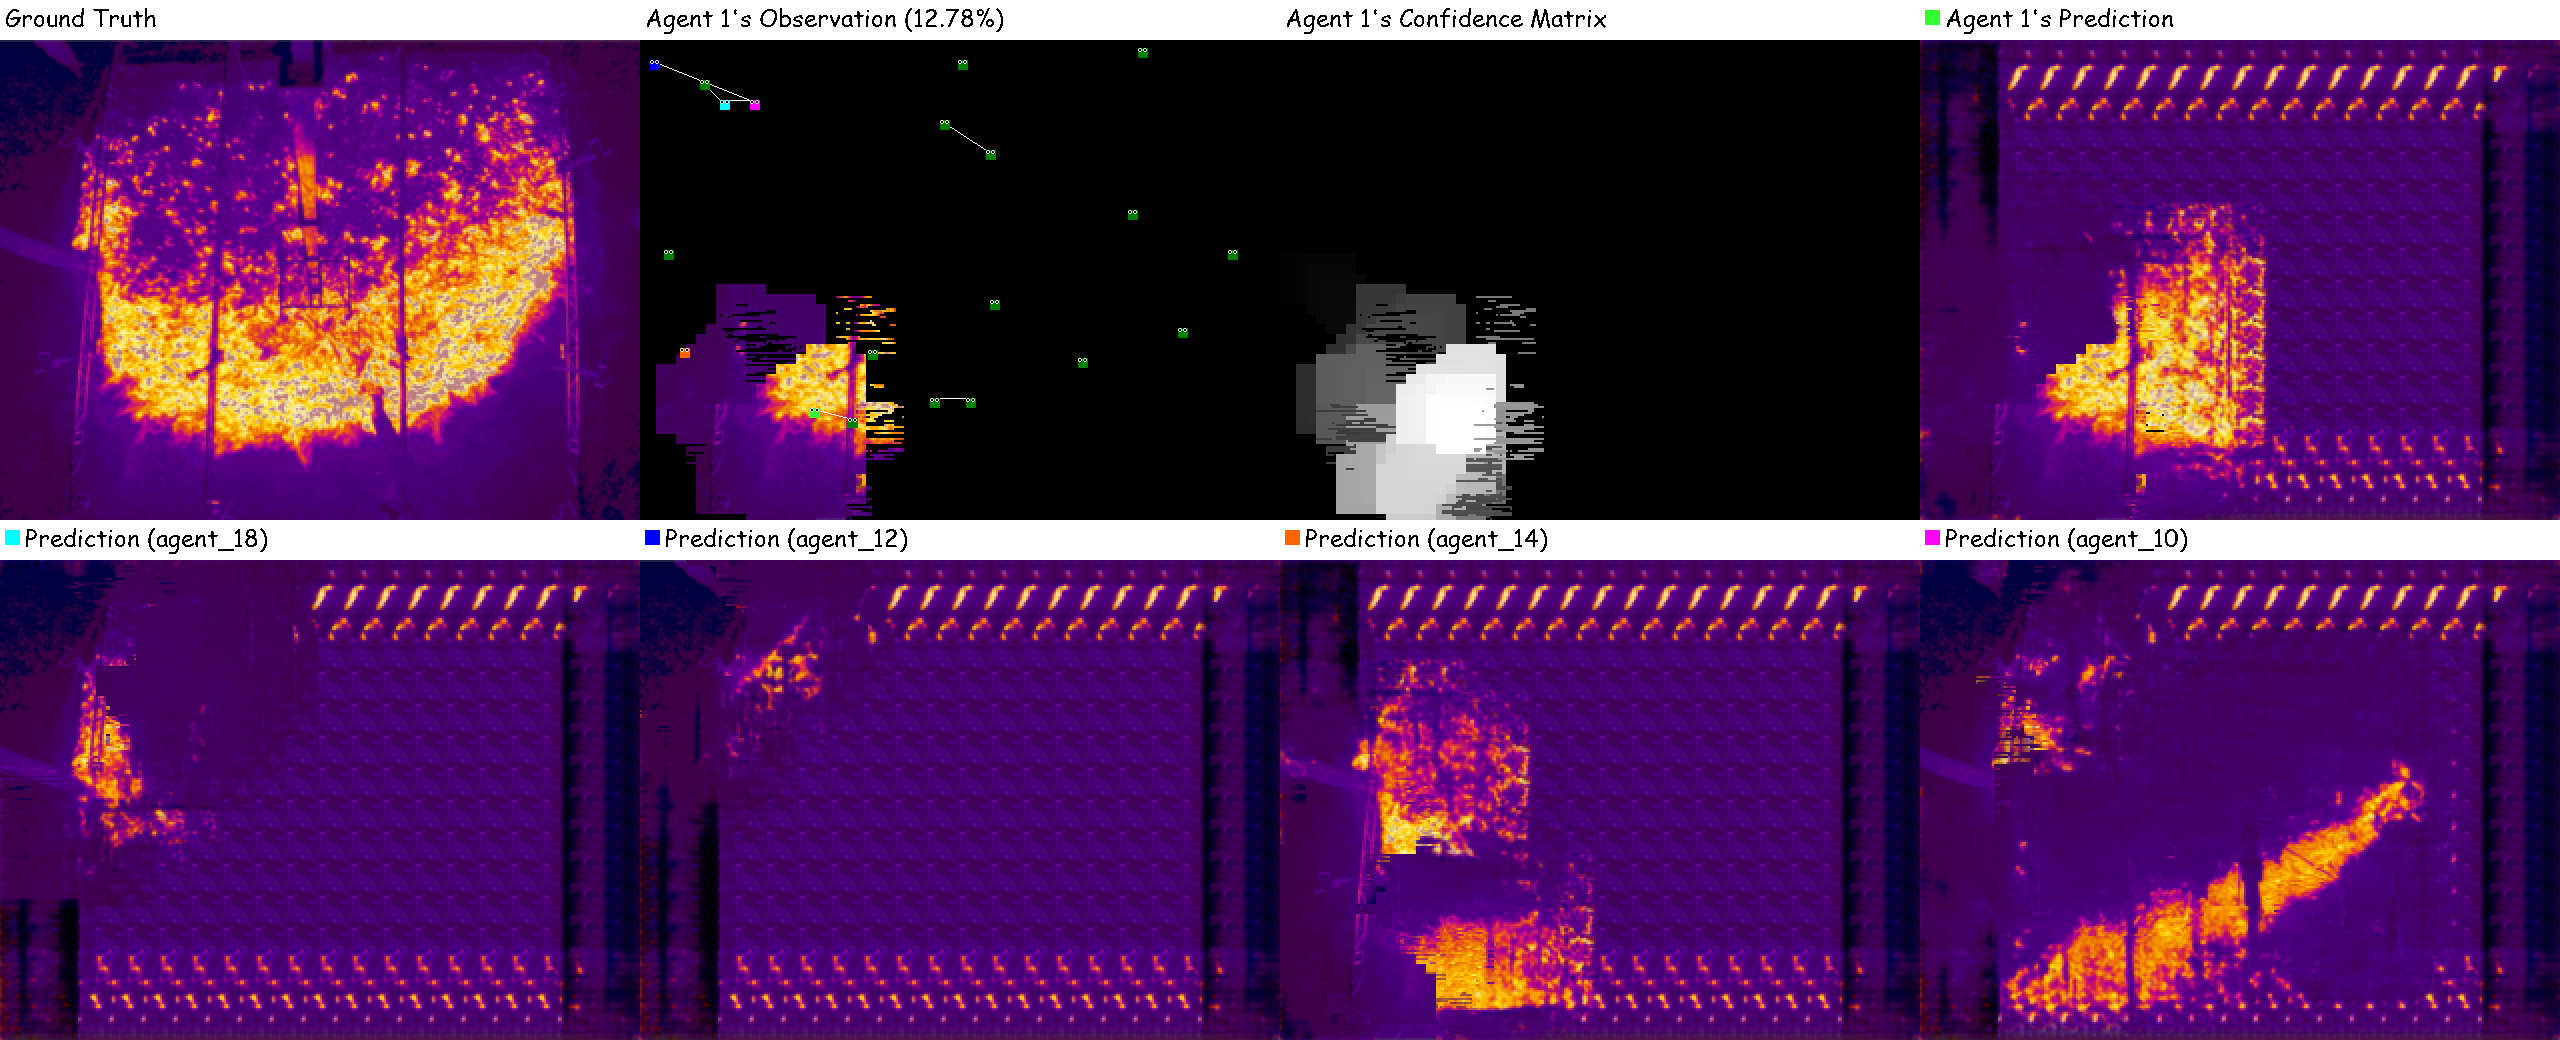 Ground Truth
Agent 1's Observation (12.78%)
Agent 1's Confidence Matrix
Agent 1's Prediction
Prediction (agent_18)
Prediction (agent_12)
Prediction (agent_14)
Prediction (agent_10)